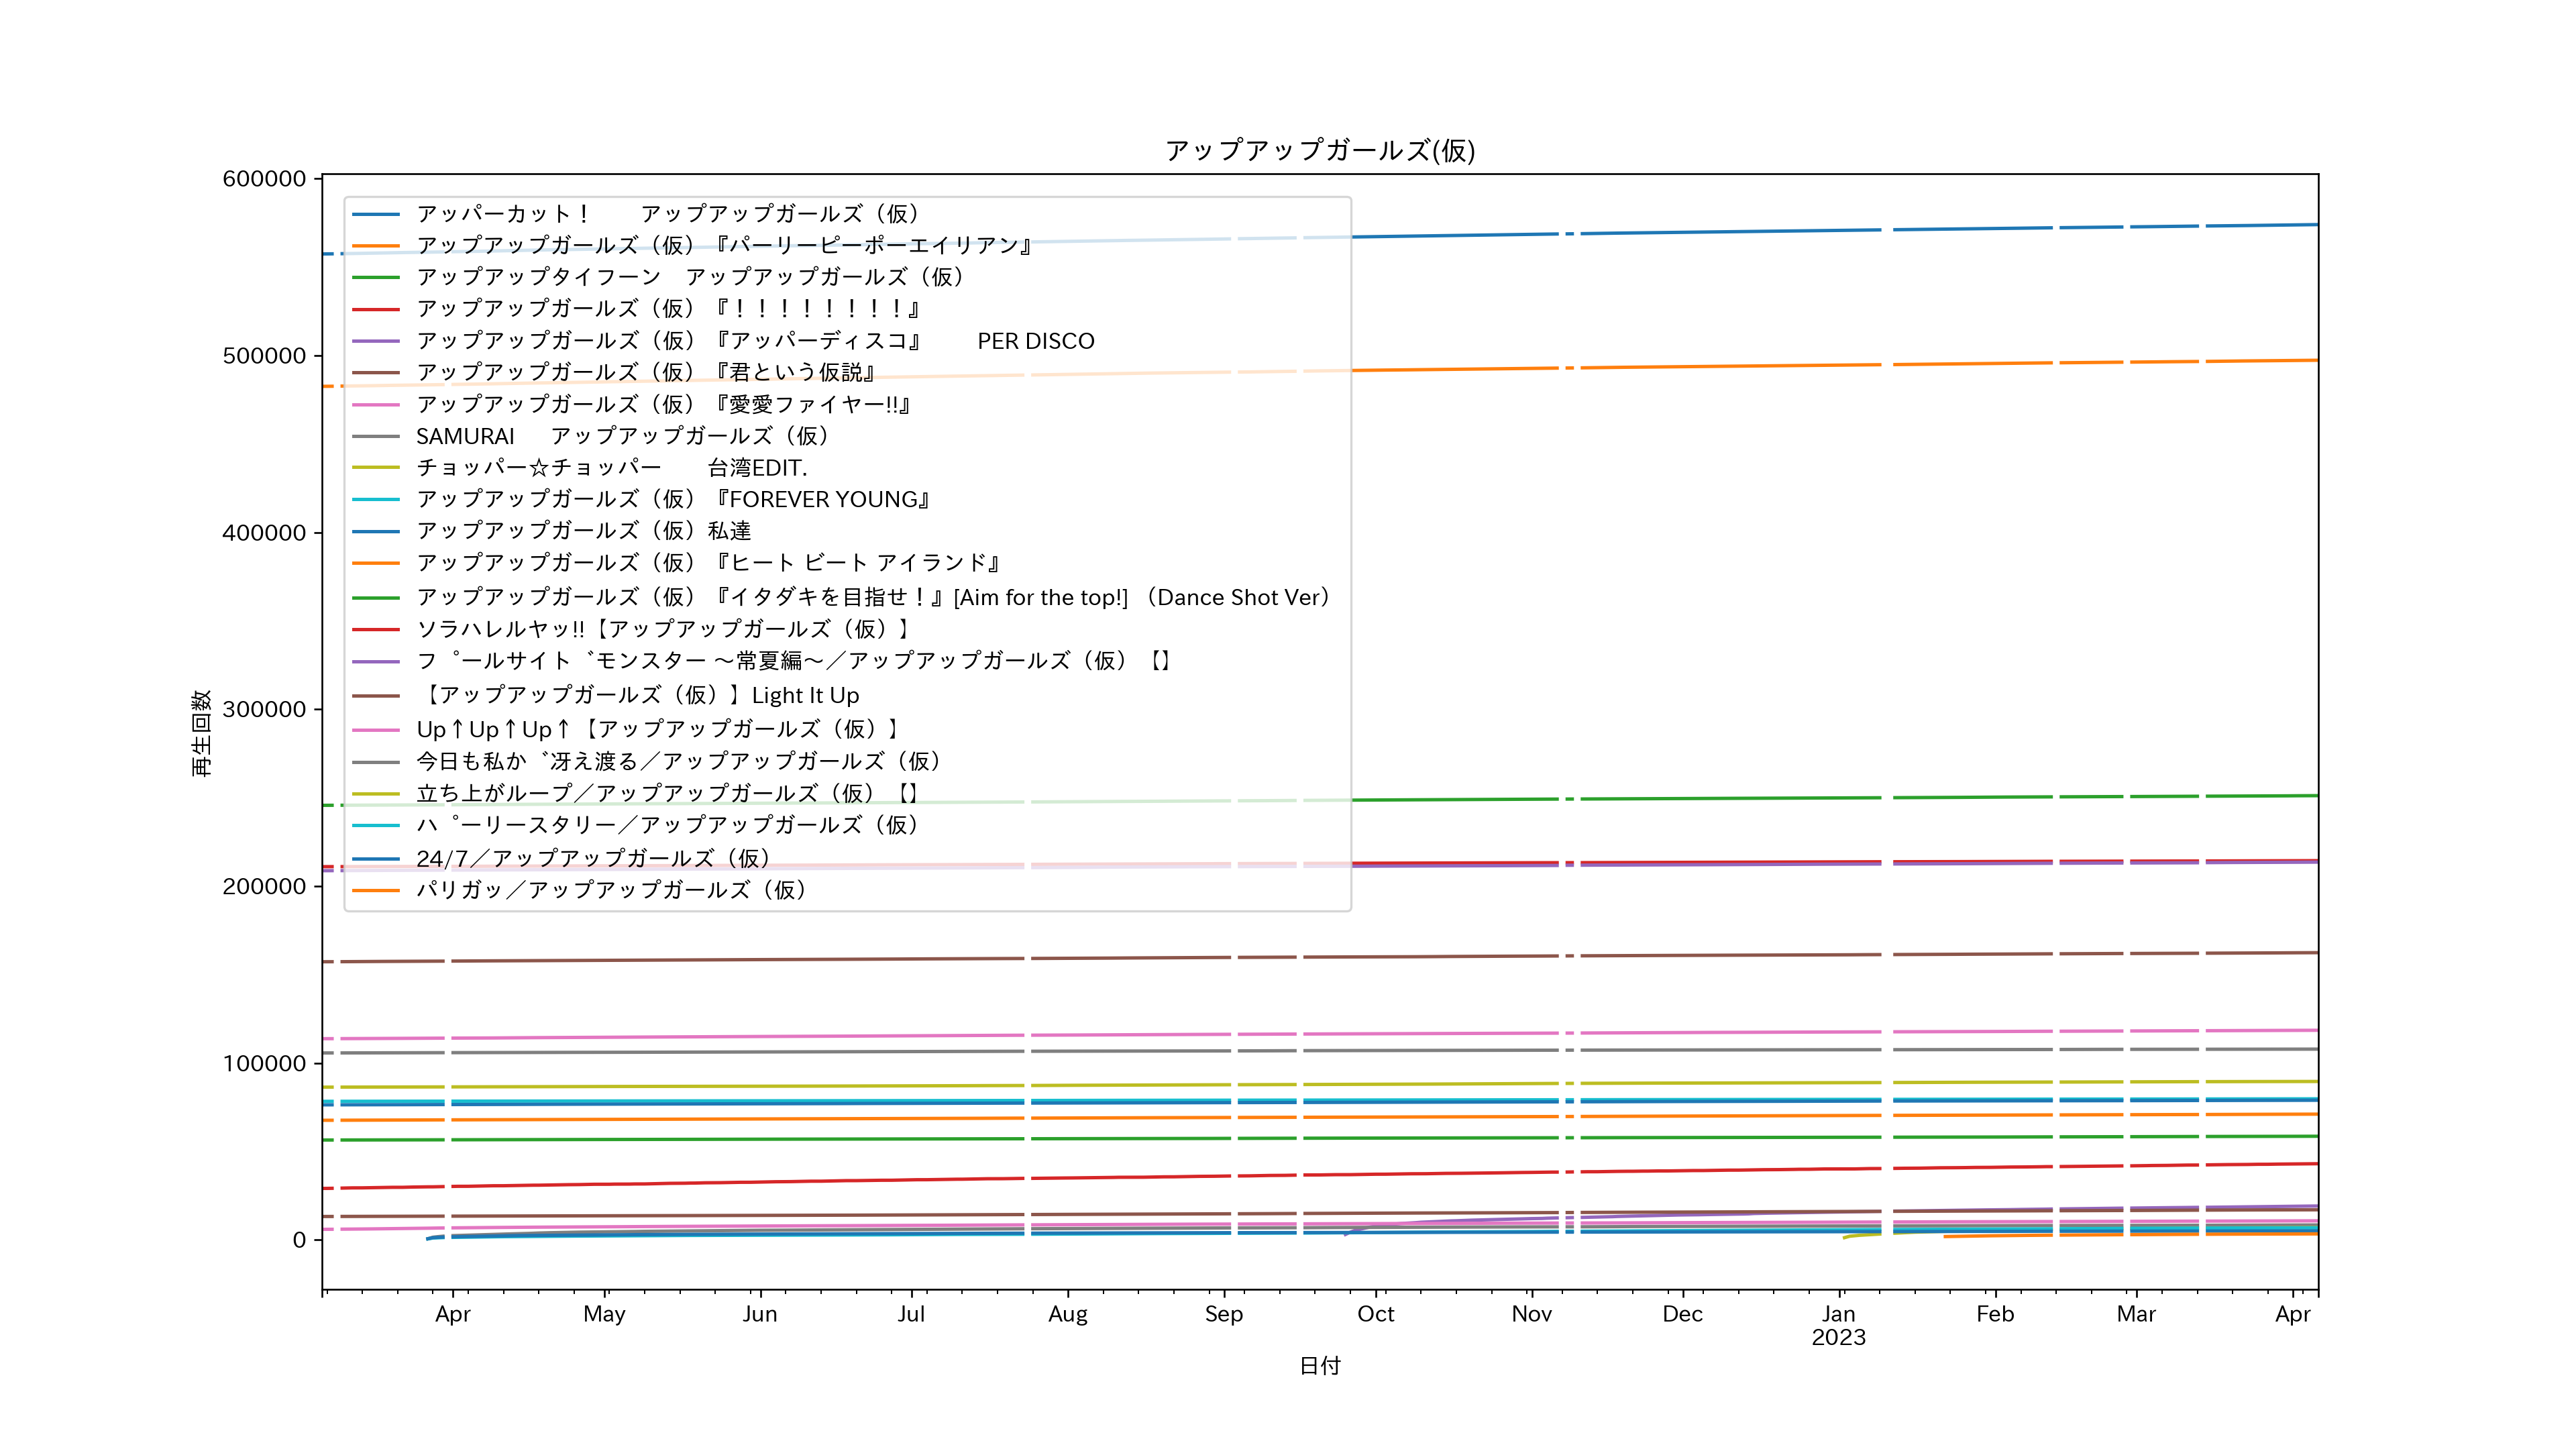 アップアップガールズ(仮)
600000
500000
400000
300000
200000
100000
0
再生回数
アッパーカット！　　アップアップガールズ（仮）
アップアップガールズ（仮）『パーリーピーポーエイリアン』
アップアップタイフーン　アップアップガールズ（仮）
アップアップガールズ（仮）『！！！！！！！！』
アップアップガールズ（仮）『アッパーディスコ』　　PER DISCO
アップアップガールズ（仮）『君という仮説』
アップアップガールズ（仮）『愛愛ファイヤー!!』
SAMURAI　アップアップガールズ（仮）
チョッパー☆チョッパー　　台湾EDIT.
アップアップガールズ（仮）『FOREVER YOUNG』
アップアップガールズ（仮）私達
アップアップガールズ（仮）『ヒート ビート アイランド』
アップアップガールズ（仮）『イタダキを目指せ！』[Aim for the top!] （Dance Shot Ver）
ソラハレルヤッ!!【アップアップガールズ（仮）】
フ゜ールサイト゛モンスター ～常夏編～／アップアップガールズ（仮）【】
【アップアップガールズ（仮）】Light It Up
Up↑Up↑Up↑【アップアップガールズ（仮）】
今日も私か゛冴え渡る／アップアップガールズ（仮）
立ち上がループ／アップアップガールズ（仮）【】
ハ゜ーリースタリー／アップアップガールズ（仮）
24/7／アップアップガールズ（仮）
パリガッ／アップアップガールズ（仮）
Apr May Jun Jul Aug Sep Oct Nov Dec Jan Feb Mar Apr
2023
日付